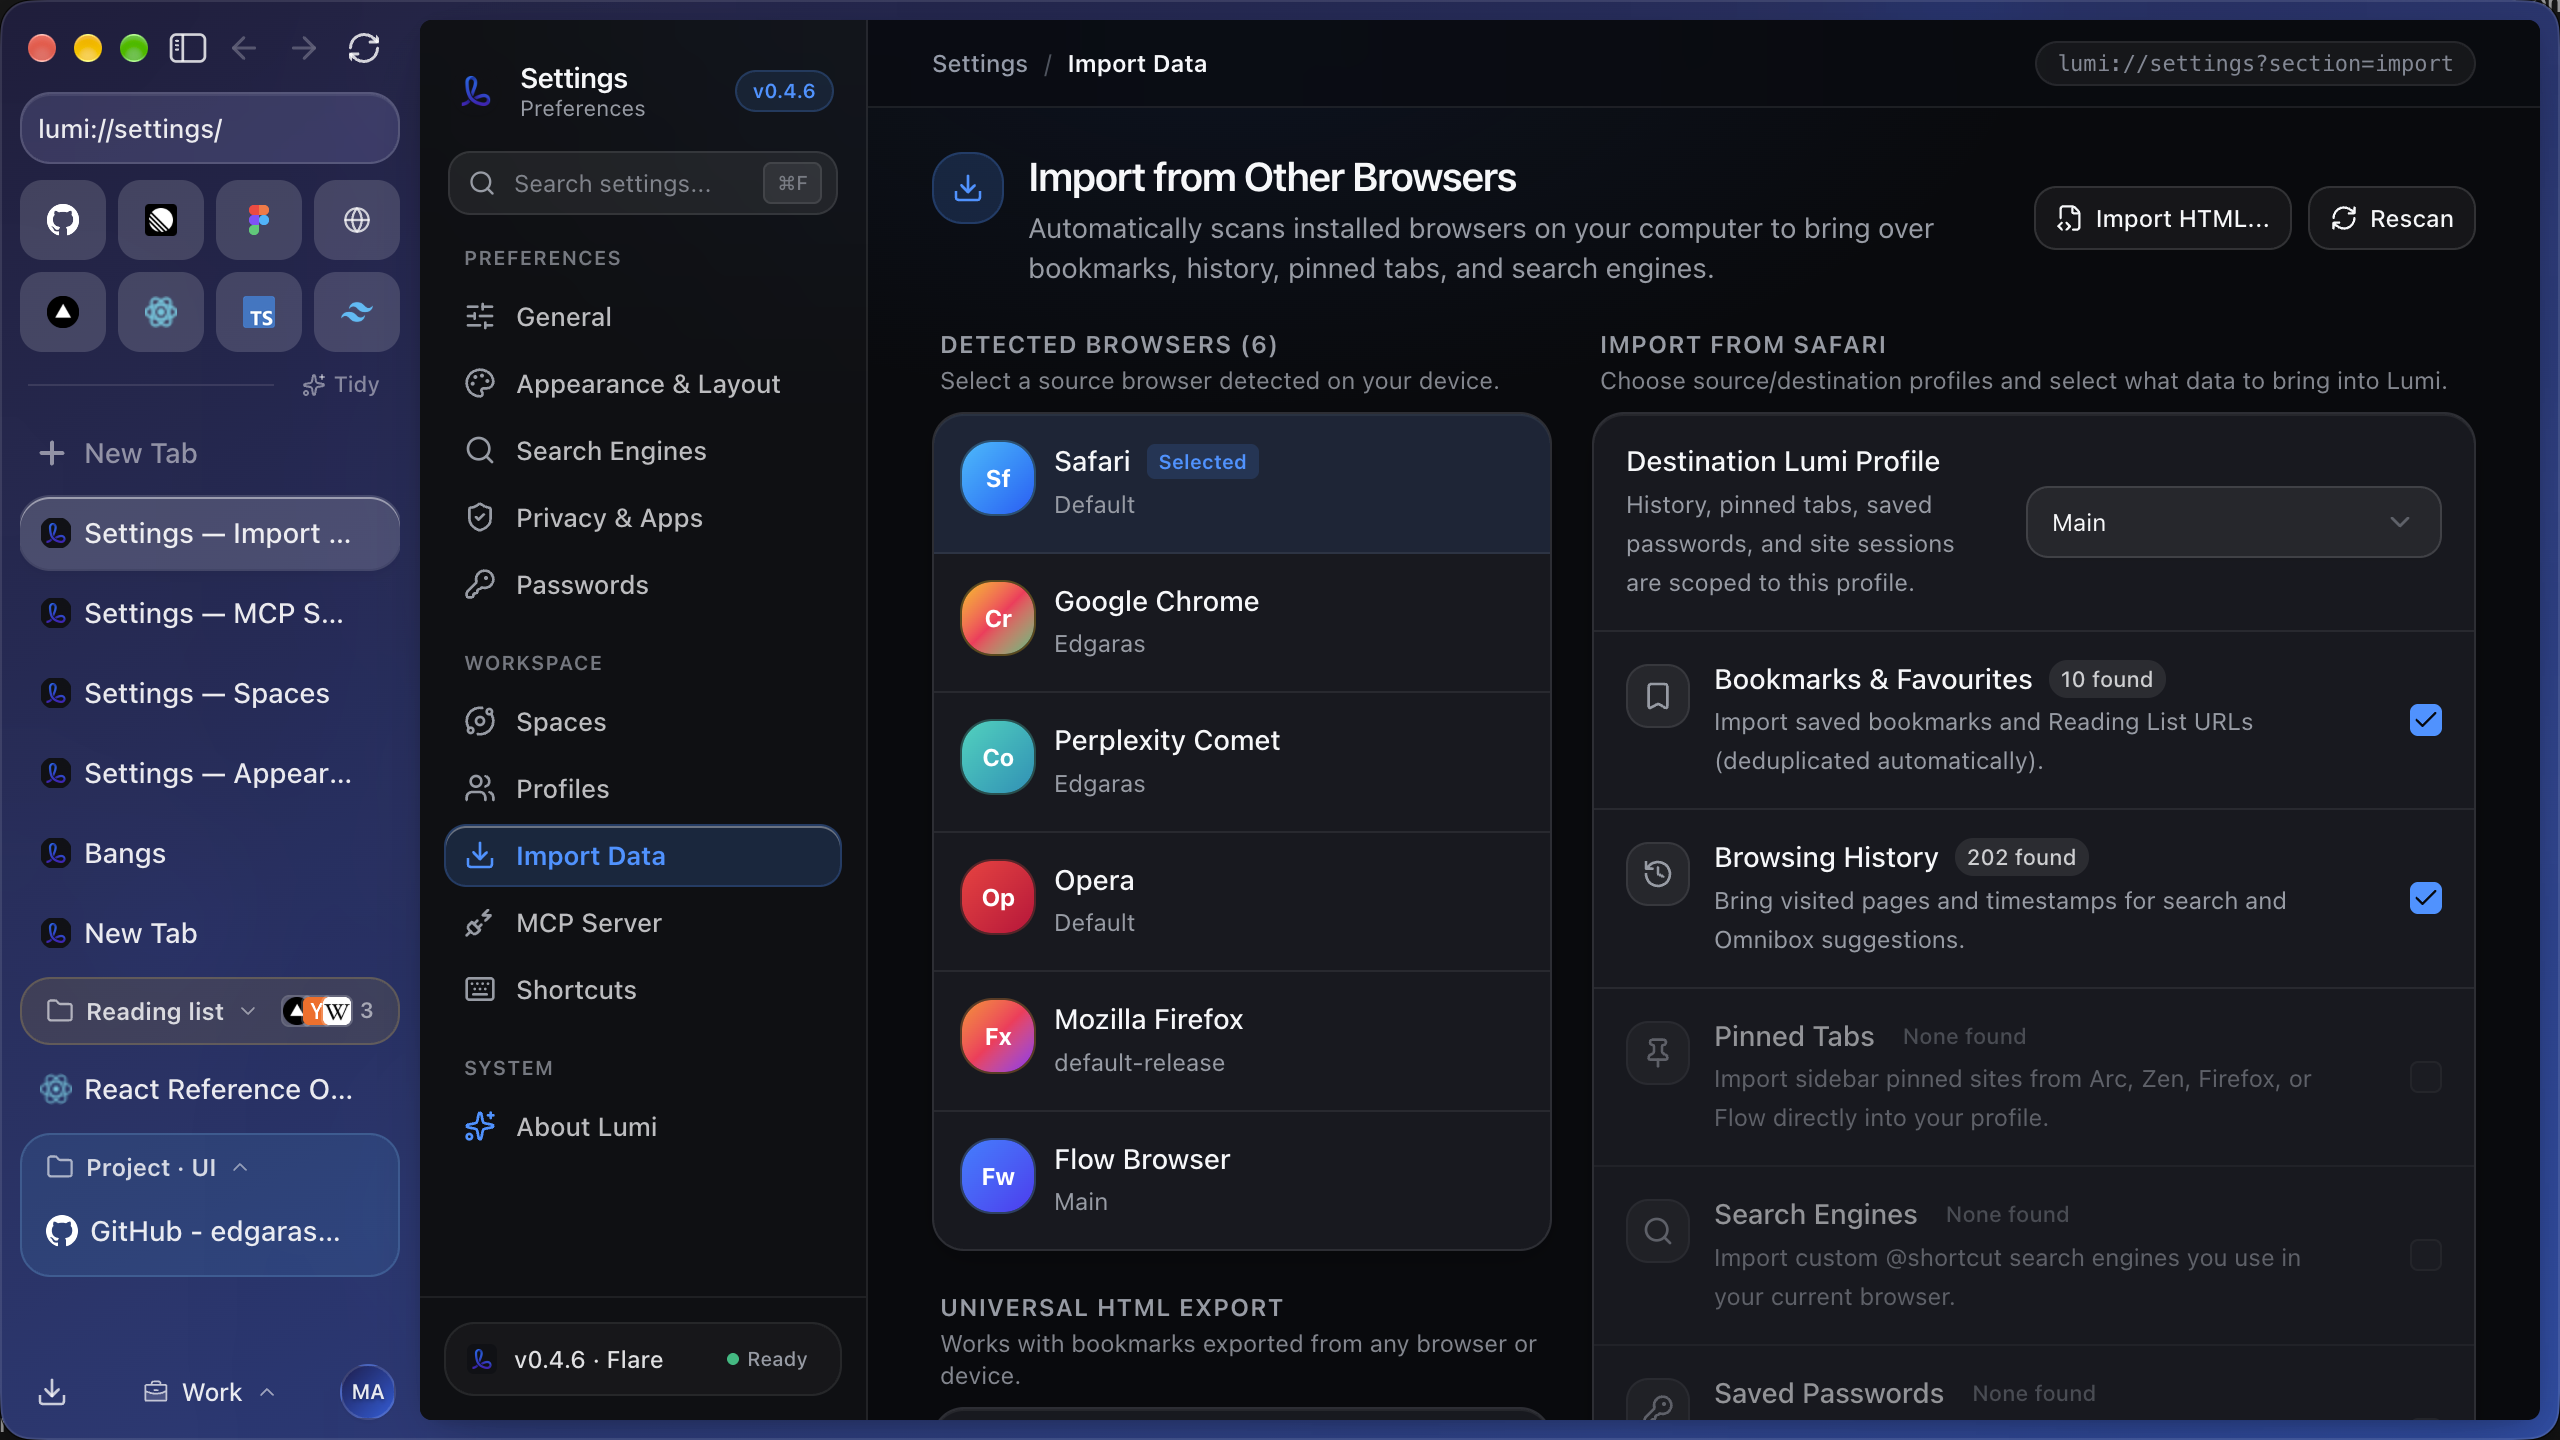 lumi://settings/
TS
Tidy
New Tab
Settings — Import ...
Settings — MCP S...
Settings — Spaces
Settings — Appear...
Bangs
New Tab
Reading list
Y
W
3
React Reference O...
Project · UI
GitHub - edgaras...
Work
MA
Settings
Preferences
v0.4.6
Search settings...
⌘F
PREFERENCES
General
Appearance & Layout
Search Engines
Privacy & Apps
Passwords
WORKSPACE
Spaces
Profiles
Import Data
MCP Server
Shortcuts
SYSTEM
About Lumi
v0.4.6 · Flare
Ready
Settings / Import Data
lumi://settings?section=import
Import from Other Browsers
Automatically scans installed browsers on your computer to bring over
bookmarks, history, pinned tabs, and search engines.
Import HTML...
Rescan
DETECTED BROWSERS (6)
Select a source browser detected on your device.
Sf
Safari
Selected
Default
Cr
Google Chrome
Edgaras
Co
Perplexity Comet
Edgaras
Op
Opera
Default
Fx
Mozilla Firefox
default-release
Fw
Flow Browser
Main
UNIVERSAL HTML EXPORT
Works with bookmarks exported from any browser or
device.
IMPORT FROM SAFARI
Choose source/destination profiles and select what data to bring into Lumi.
Destination Lumi Profile
History, pinned tabs, saved
passwords, and site sessions
are scoped to this profile.
Main
Bookmarks & Favourites
10 found
Import saved bookmarks and Reading List URLs
(deduplicated automatically).
Browsing History
202 found
Bring visited pages and timestamps for search and
Omnibox suggestions.
Pinned Tabs
None found
Import sidebar pinned sites from Arc, Zen, Firefox, or
Flow directly into your profile.
Search Engines
None found
Import custom @shortcut search engines you use in
your current browser.
Saved Passwords
None found